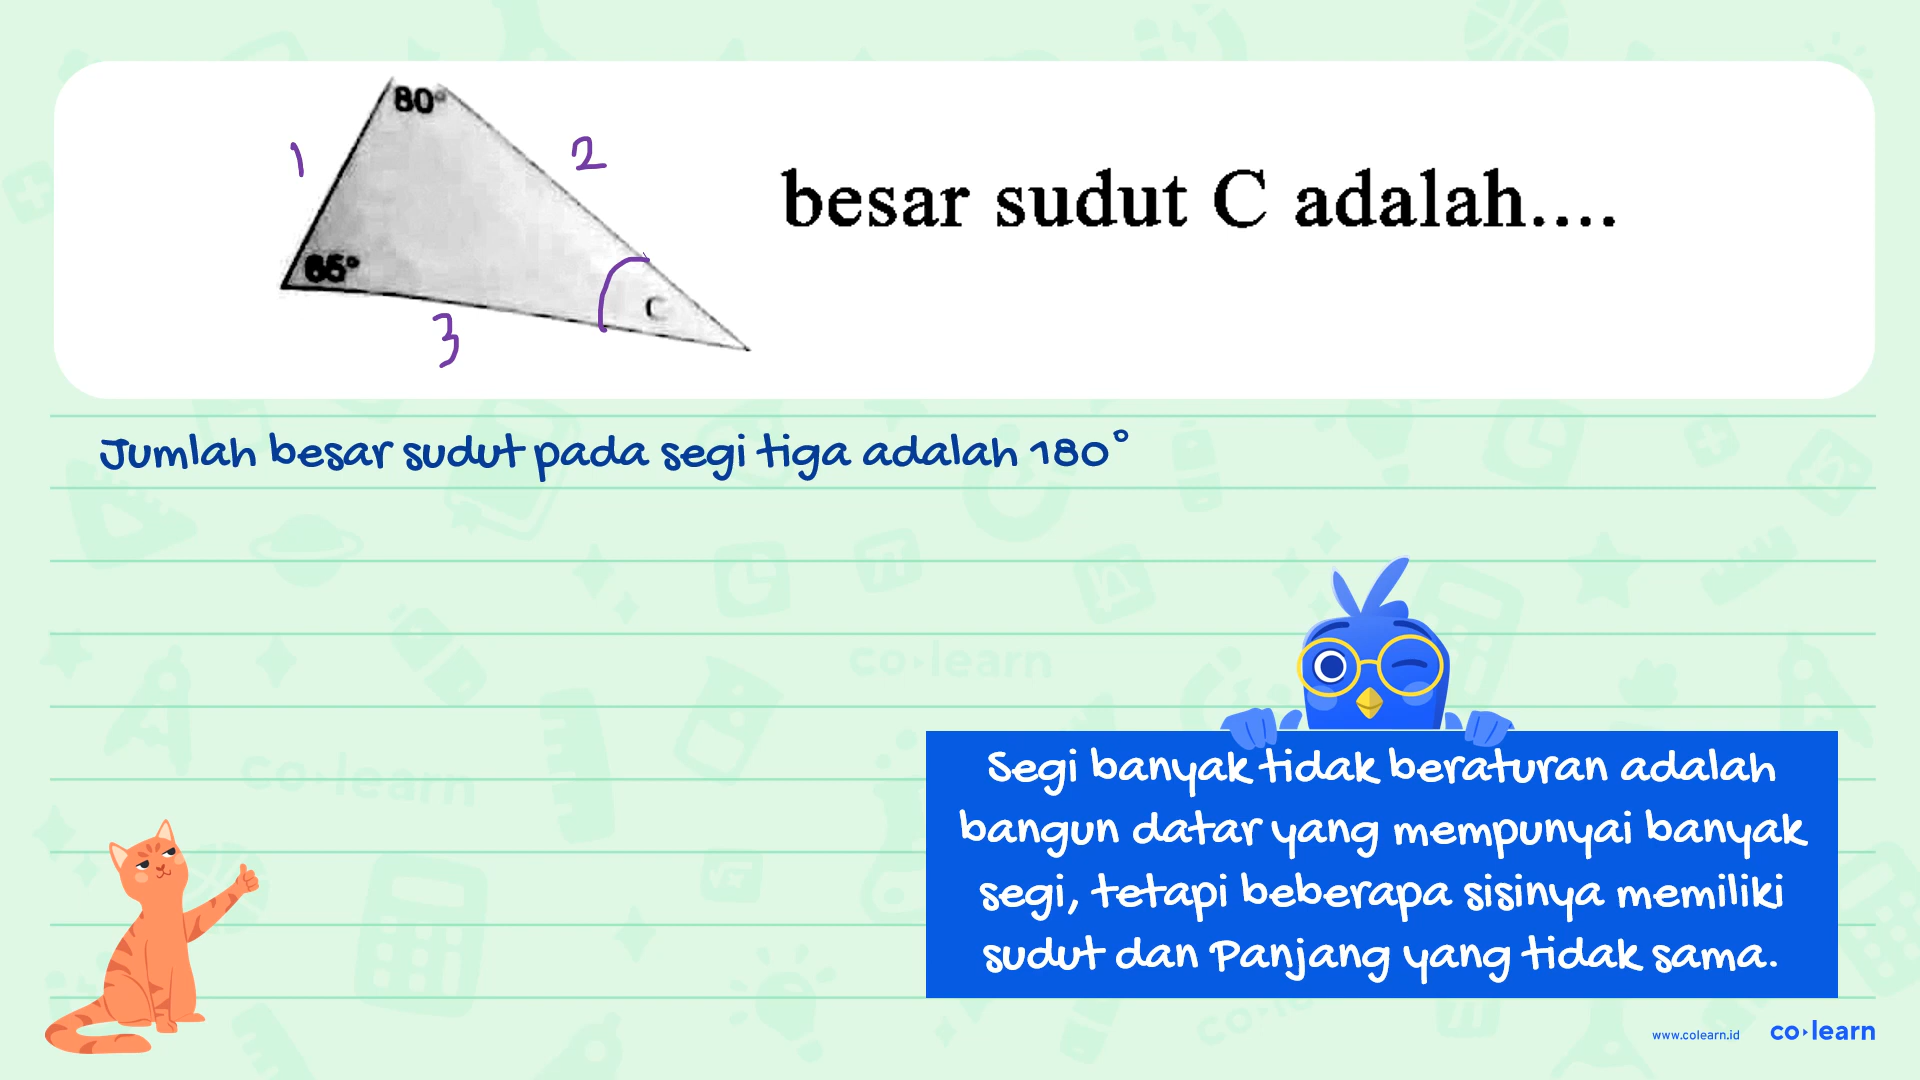 80°
1
2
besar sudut C adalah....
65°
C
3
Jumlah besar sudut pada segi tiga adalah 180°
Segi banyak tidak beraturan adalah
bangun datar yang mempunyai banyak
segi, tetapi beberapa sisinya memiliki
sudut dan Panjang yang tidak sama.
www.colearn.id
co•learn